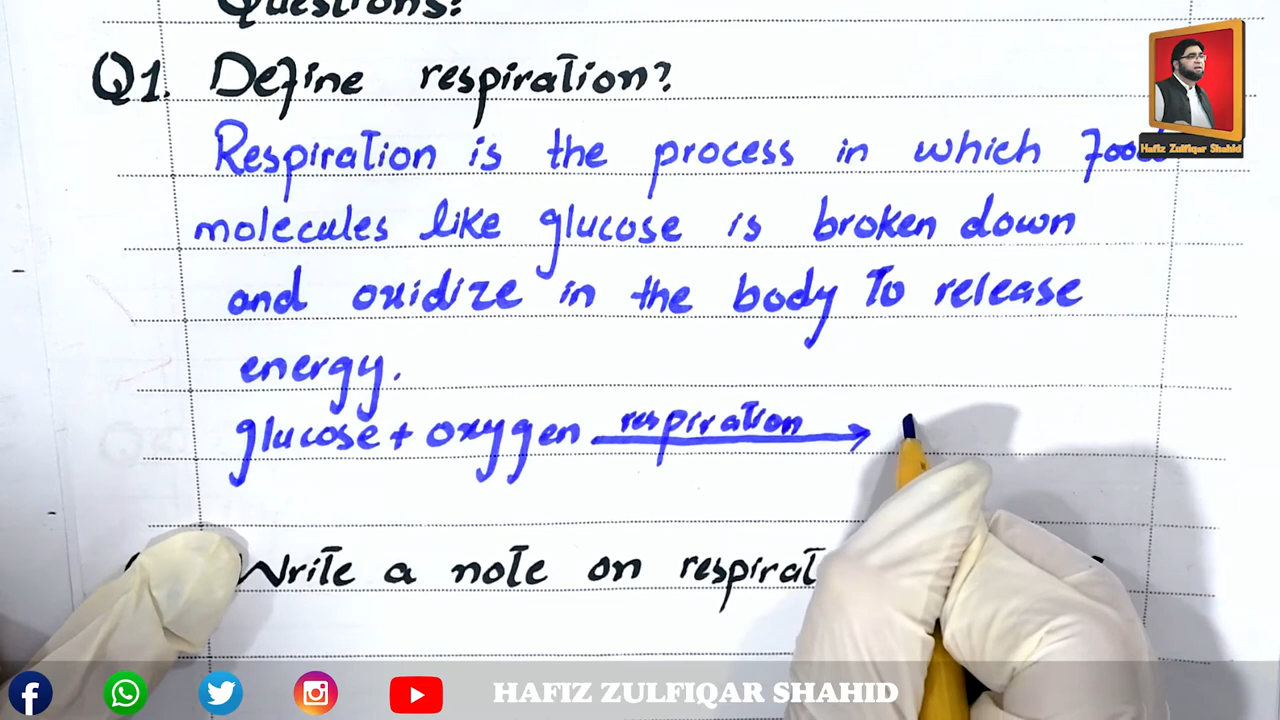 Questions:
Q1. Define respiration?
Respiration is the process in which food
molecules like glucose is broken down
and oxidize in the body to release
energy.
glucose + oxygen respiration →
Write a note on
Hafiz Zulfiqar Shahid
HAFIZ ZULFIQAR SHAHID